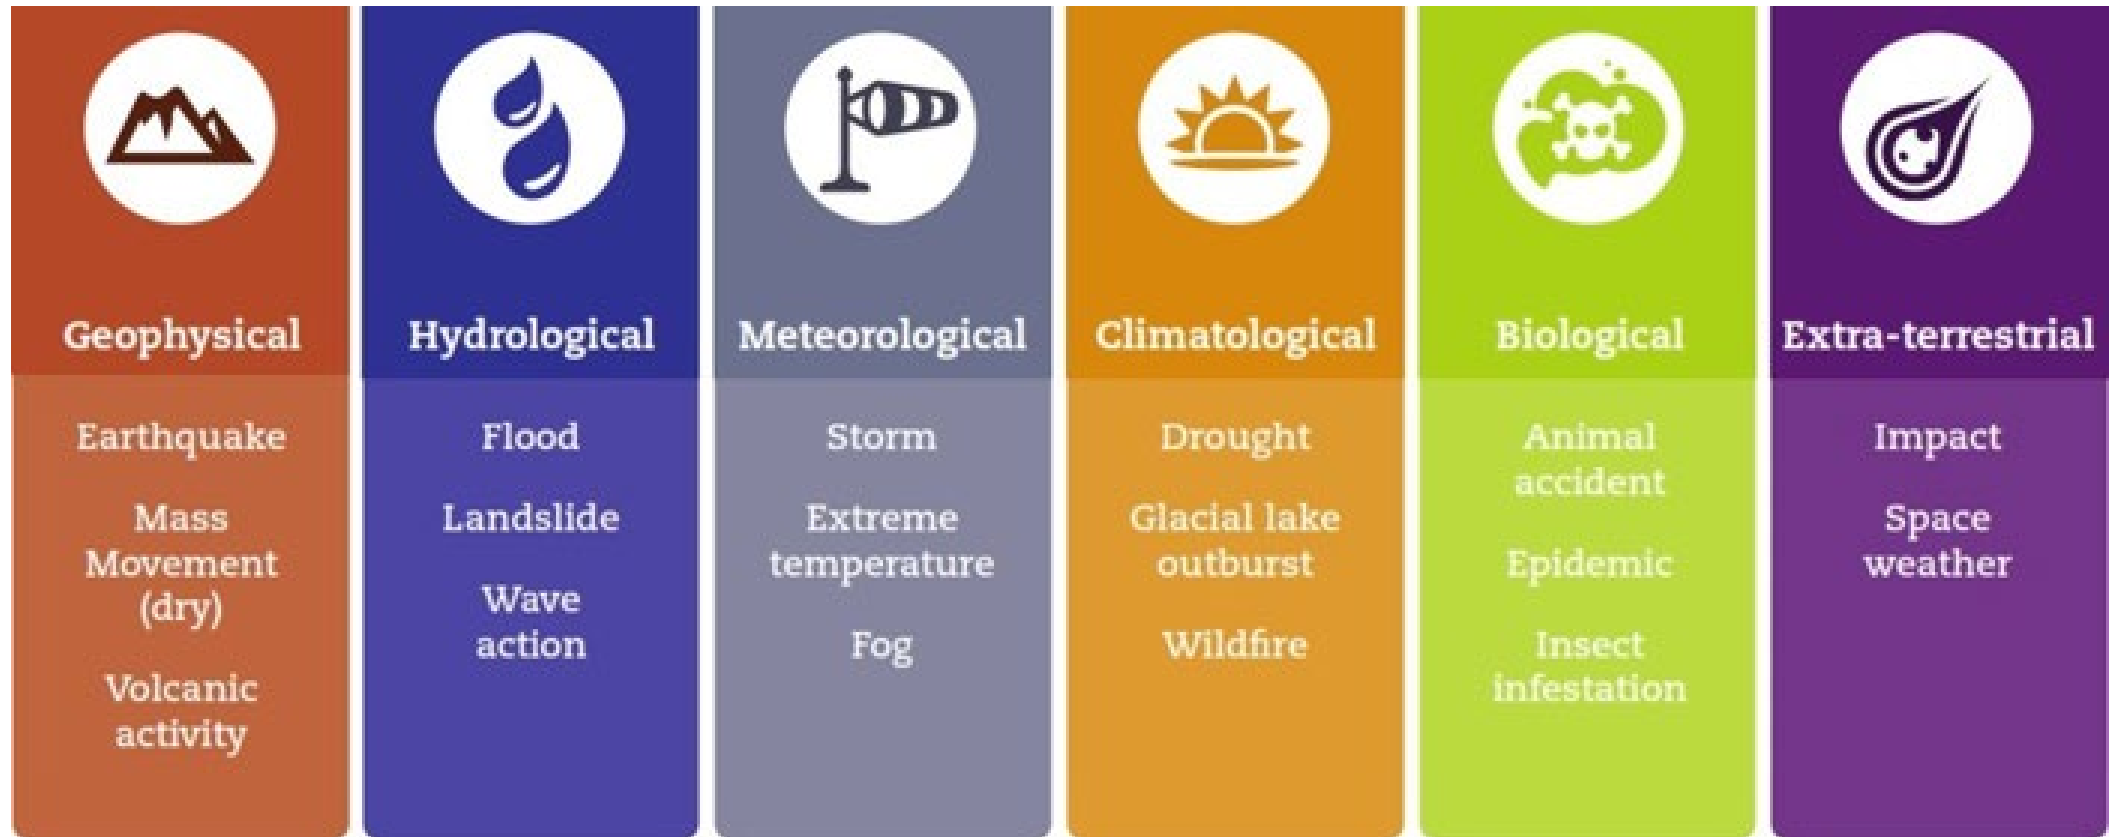 Geophysical
Earthquake
Mass
Movement
(dry)
Volcanic
activity
Hydrological
Flood
Landslide
Wave
action
Meteorological
Storm
Extreme
temperature
Fog
Climatological
Drought
Glacial lake
outburst
Wildfire
Biological
Animal
accident
Epidemic
Insect
infestation
Extra-terrestrial
Impact
Space
weather